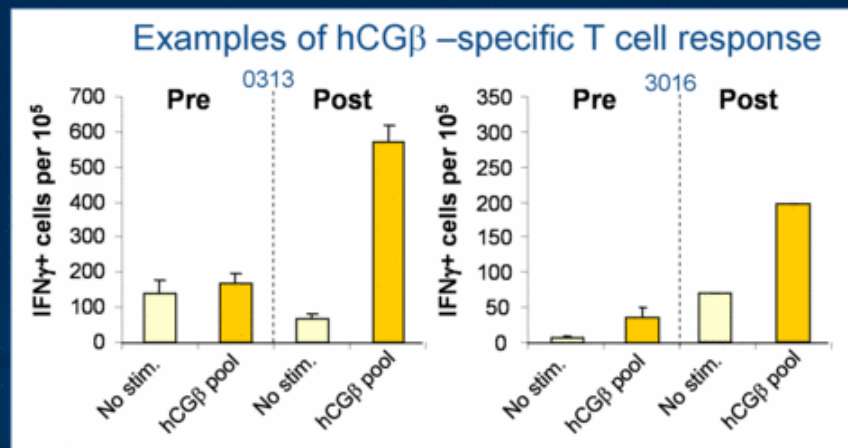 Examples of hCGβ –specific T cell response
0313
Pre
Post
IFNγ+ cells per 10⁵
700
600
500
400
300
200
100
0
No stim.
hCGβ pool
No stim.
hCGβ pool
3016
Pre
Post
IFNγ+ cells per 10⁵
350
300
250
200
150
100
50
0
No stim.
hCGβ pool
No stim.
hCGβ pool